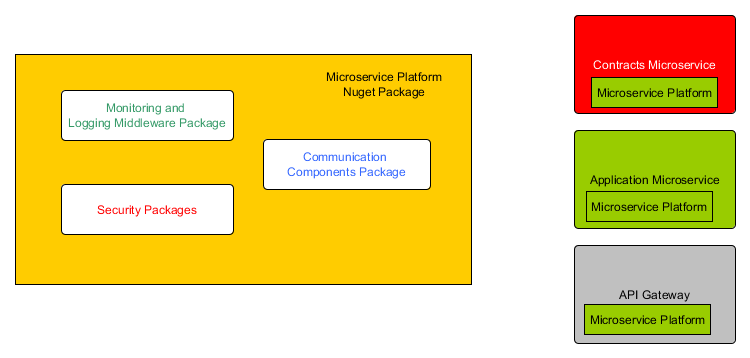 Microservice Platform
Nuget Package
Monitoring and
Logging Middleware Package
Communication
Components Package
Security Packages
Contracts Microservice
Microservice Platform
Application Microservice
Microservice Platform
API Gateway
Microservice Platform